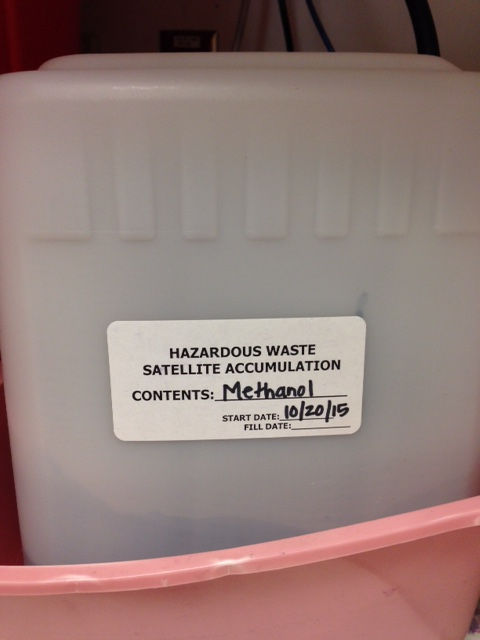 HAZARDOUS WASTE
SATELLITE ACCUMULATION
CONTENTS: Methanol
START DATE: 10/20/15
FILL DATE: